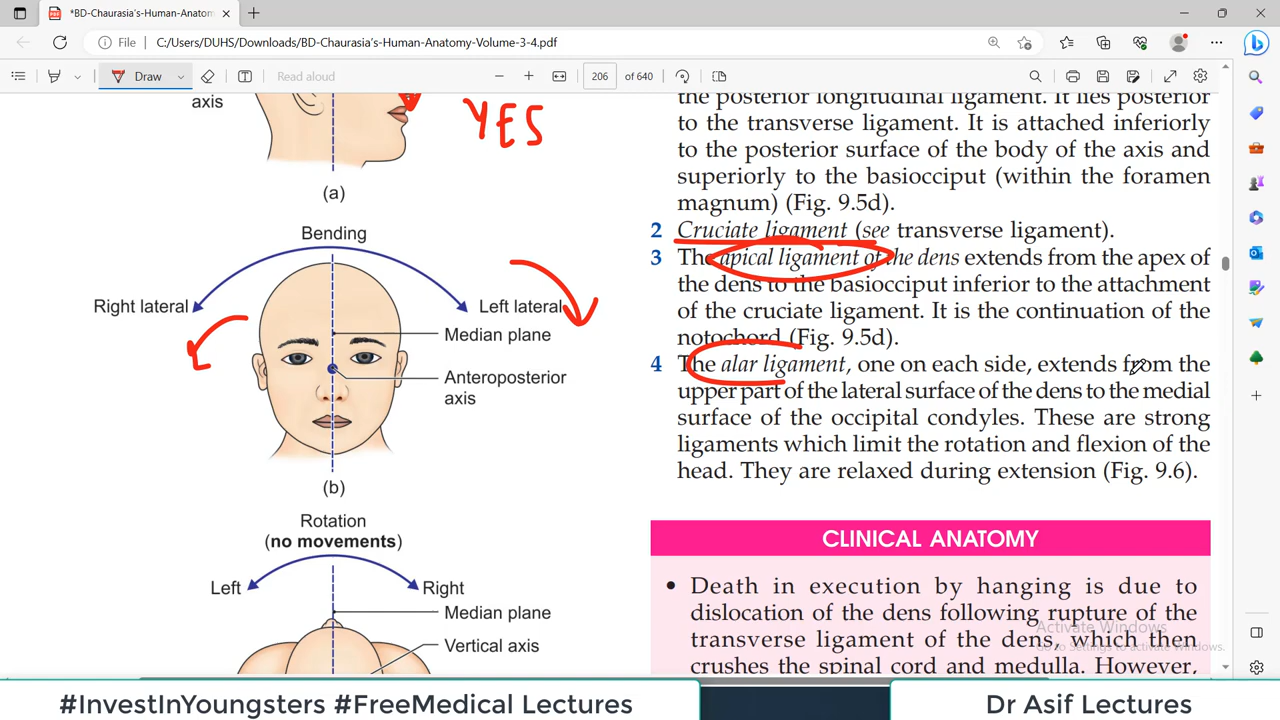 *BD-Chaurasia's-Human-Anatom
File
C:/Users/DUHS/Downloads/BD-Chaurasia's-Human-Anatomy-Volume-3-4.pdf
Draw
Read aloud
206 of 640
axis
YES
(a)
Bending
Right lateral
Left lateral
Median plane
Anteroposterior
axis
(b)
Rotation
(no movements)
Left
Right
Median plane
Vertical axis
the posterior longitudinal ligament. It lies posterior
to the transverse ligament. It is attached inferiorly
to the posterior surface of the body of the axis and
superiorly to the basiocciput (within the foramen
magnum) (Fig. 9.5d).
2 Cruciate ligament (see transverse ligament).
3 The apical ligament of the dens extends from the apex of
the dens to the basiocciput inferior to the attachment
of the cruciate ligament. It is the continuation of the
notochord (Fig. 9.5d).
4 The alar ligament, one on each side, extends from the
upper part of the lateral surface of the dens to the medial
surface of the occipital condyles. These are strong
ligaments which limit the rotation and flexion of the
head. They are relaxed during extension (Fig. 9.6).
CLINICAL ANATOMY
• Death in execution by hanging is due to
dislocation of the dens following rupture of the
transverse ligament of the dens, which then
crushes the spinal cord and medulla. However,
Activate Windows
Go to Settings to activate Windows.
#InvestInYoungsters #FreeMedical Lectures
Dr Asif Lectures